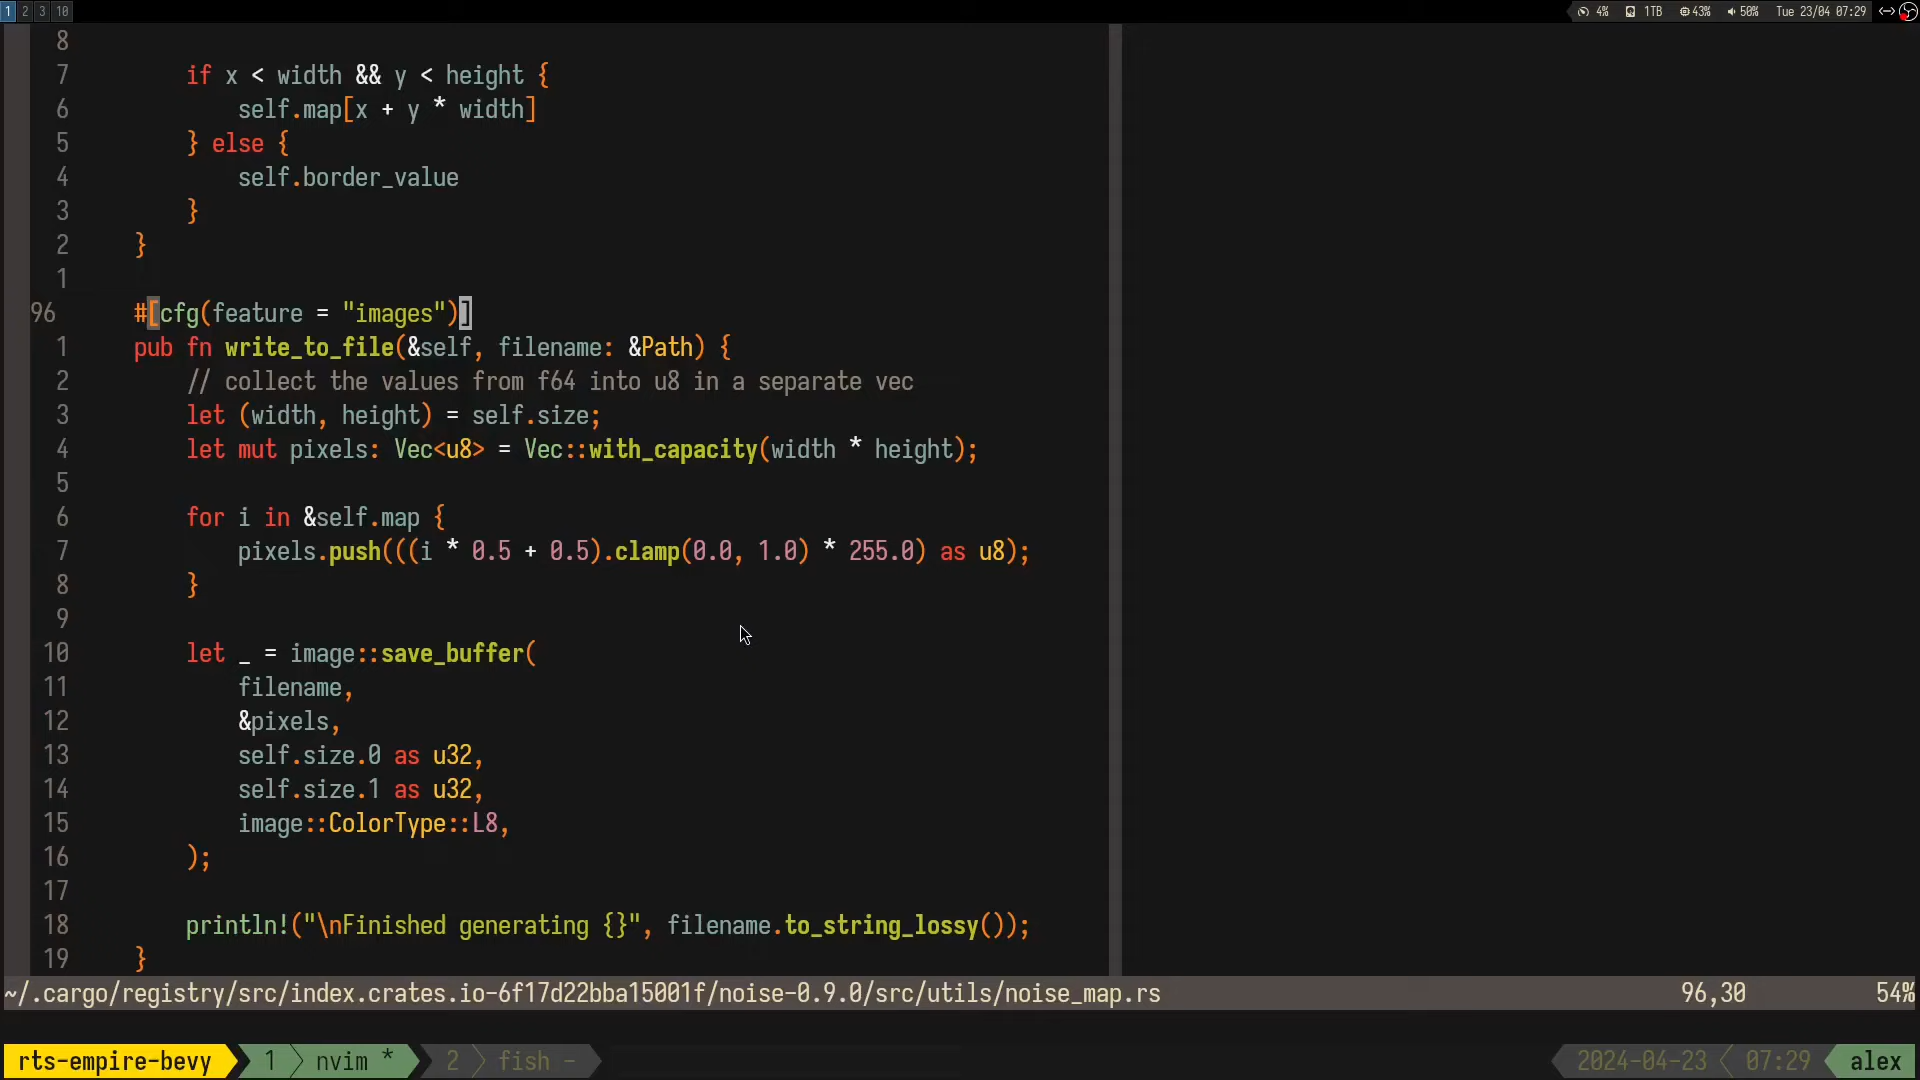 1 2 3 10 4% 1TB 43% 50% Tue 23/04 07:29
8
7 if x < width && y < height {
6 self.map[x + y * width]
5 } else {
4 self.border_value
3 }
2 }
1
96 #[cfg(feature = "images")]
1 pub fn write_to_file(&self, filename: &Path) {
2 // collect the values from f64 into u8 in a separate vec
3 let (width, height) = self.size;
4 let mut pixels: Vec<u8> = Vec::with_capacity(width * height);
5
6 for i in &self.map {
7 pixels.push(((i * 0.5 + 0.5).clamp(0.0, 1.0) * 255.0) as u8);
8 }
9
10 let _ = image::save_buffer(
11 filename,
12 &pixels,
13 self.size.0 as u32,
14 self.size.1 as u32,
15 image::ColorType::L8,
16 );
17
18 println!("\nFinished generating {}", filename.to_string_lossy());
19 }
~/.cargo/registry/src/index.crates.io-6f17d22bba15001f/noise-0.9.0/src/utils/noise_map.rs 96,30 54%
rts-empire-bevy 1 nvim * 2 fish - 2024-04-23 07:29 alex